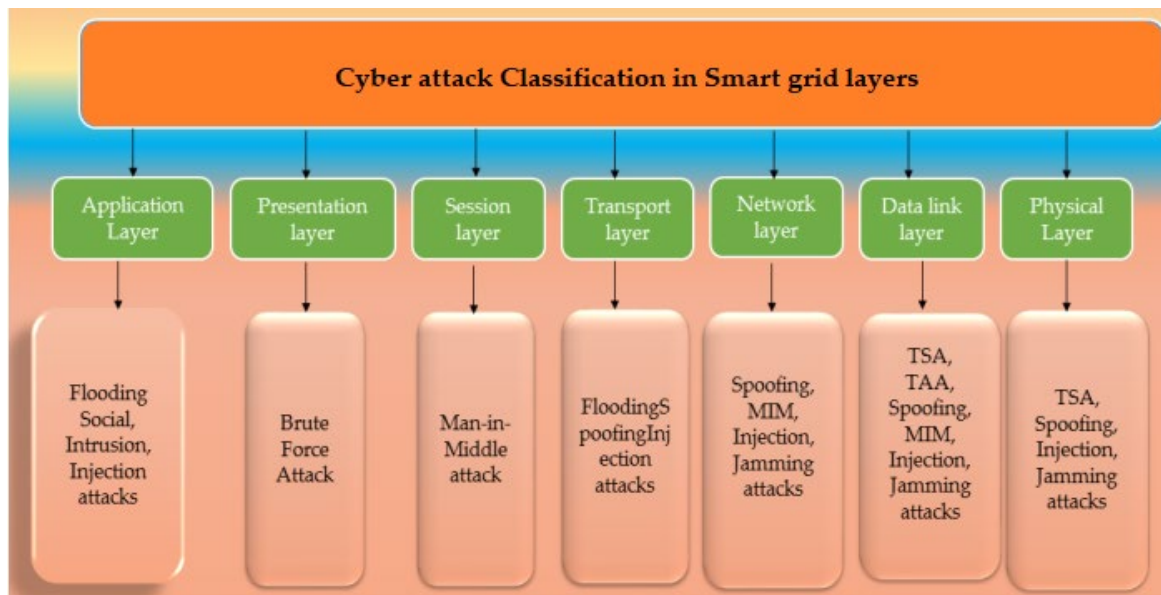 Cyber attack Classification in Smart grid layers
Application
Layer
Presentation
layer
Session
layer
Transport
layer
Network
layer
Data link
layer
Physical
Layer
Flooding
Social,
Intrusion,
Injection
attacks
Brute
Force
Attack
Man-in-
Middle
attack
FloodingS
poofingInj
ection
attacks
Spoofing,
MIM,
Injection,
Jamming
attacks
TSA,
TAA,
Spoofing,
MIM,
Injection,
Jamming
attacks
TSA,
Spoofing,
Injection,
Jamming
attacks